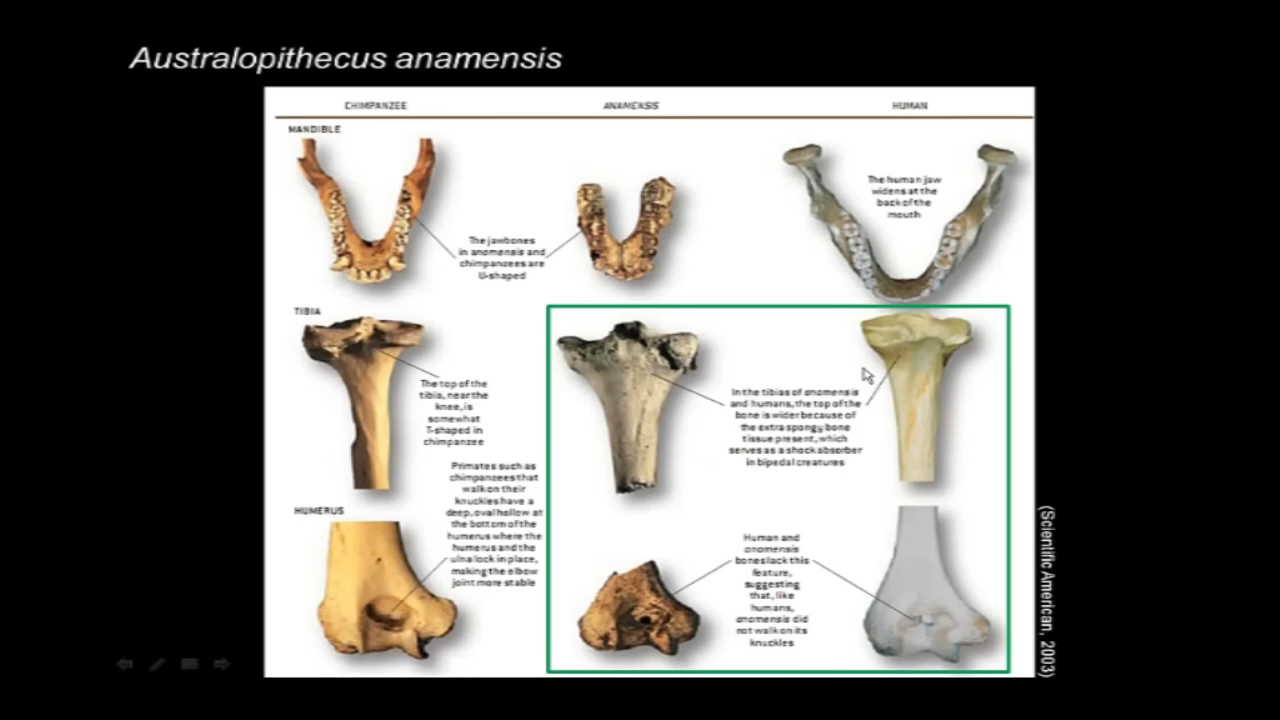 Australopithecus anamensis
CHIMPANZEE
ANAMENSIS
HUMAN
MANDIBLE
The jawbones
in anamensis and
chimpanzees are
U-shaped
The human jaw
widens at the
back of the
mouth
TIBIA
The top of the
tibia, near the
knee, is
somewhat
T-shaped in
chimpanzee
In the tibias of anamensis
and humans, the top of the
bone is wider because of
the extra spongy bone
tissue present, which
serves as a shock absorber
in bipedal creatures
HUMERUS
Primates such as
chimpanzees that
walk on their
knuckles have a
deep, oval hollow at
the bottom of the
humerus where the
humerus and the
ulna lock in place,
making the elbow
joint more stable
Human and
anamensis
bones lack this
feature,
suggesting
that, like
humans,
anamensis did
not walk on its
knuckles
(Scientific American, 2003)